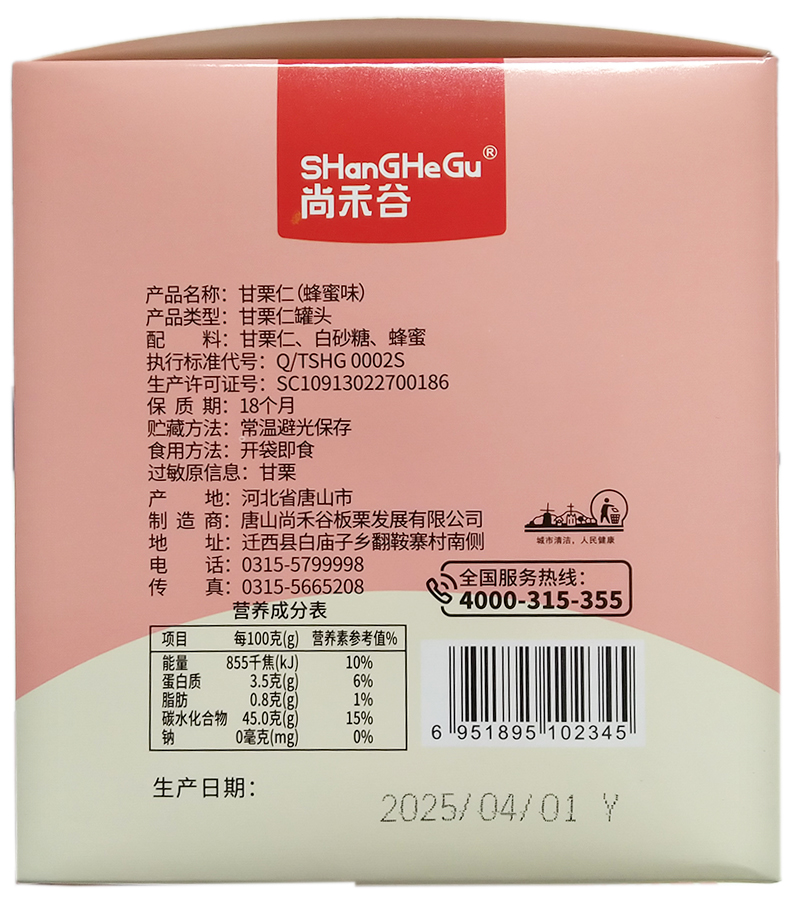 SHanGHeGu®
尚禾谷
产品名称：甘栗仁（蜂蜜味）
产品类型：甘栗仁罐头
配　　料：甘栗仁、白砂糖、蜂蜜
执行标准代号：Q/TSHG 0002S
生产许可证号：SC10913022700186
保 质 期：18个月
贮藏方法：常温避光保存
食用方法：开袋即食
过敏原信息：甘栗
产　　地：河北省唐山市
制 造 商：唐山尚禾谷板栗发展有限公司
地　　址：迁西县白庙子乡翻鞍寨村南侧
电　　话：0315-5799998
传　　真：0315-5665208
城市清洁，人民健康
全国服务热线：
4000-315-355
营养成分表
项目 每100克(g) 营养素参考值%
能量 855千焦(kJ) 10%
蛋白质 3.5克(g) 6%
脂肪 0.8克(g) 1%
碳水化合物 45.0克(g) 15%
钠 0毫克(mg) 0%
6 951895 102345
生产日期：
2025/04/01 Y